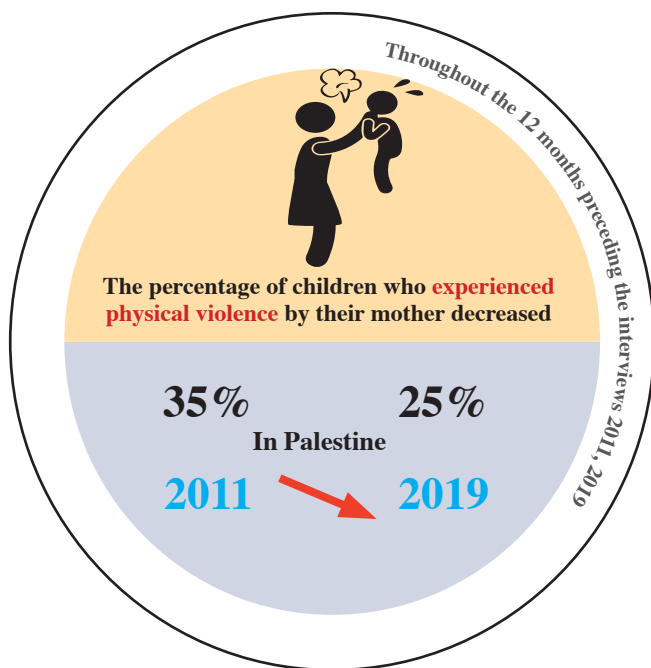 Throughout the 12 months preceding the interviews 2011, 2019
The percentage of children who experienced
physical violence by their mother decreased
35% 25%
In Palestine
2011 2019